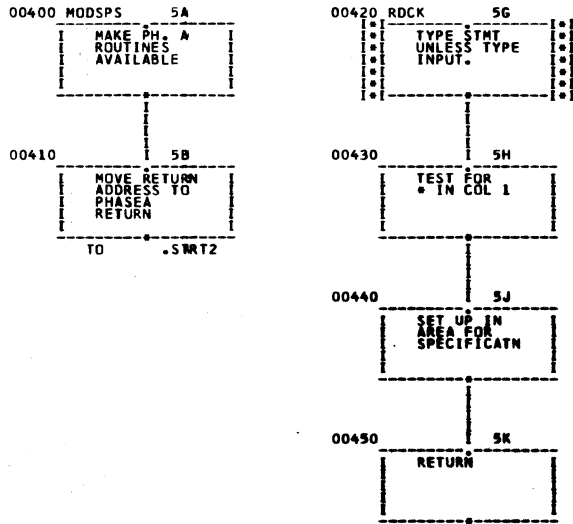 00400 MODSPS 5A
MAKE PH. A
ROUTINES
AVAILABLE
00410 5B
MOVE RETURN
ADDRESS TO
PHASEA
RETURN
TO .STRT2
00420 RDCK 5G
TYPE STMT
UNLESS TYPE
INPUT.
00430 5H
TEST FOR
* IN COL 1
00440 5J
SET UP IN
AREA FOR
SPECIFICATN
00450 5K
RETURN